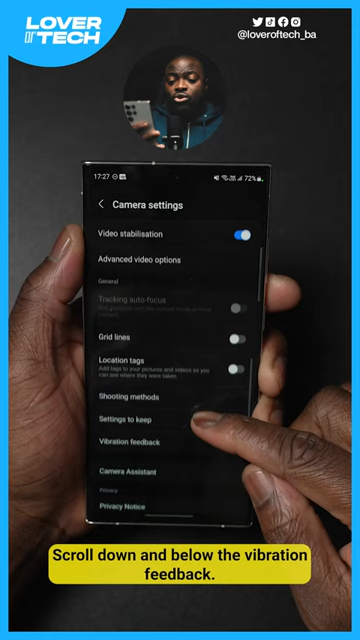 LOVER
OF TECH
@loveroftech_ba
17:27
72%
Camera settings
Video stabilisation
Advanced video options
General
Tracking auto-focus
Grid lines
Location tags
Add tags to your pictures and videos so you
can see where they were taken.
Shooting methods
Settings to keep
Vibration feedback
Camera Assistant
Privacy
Privacy Notice
Scroll down and below the vibration
feedback.